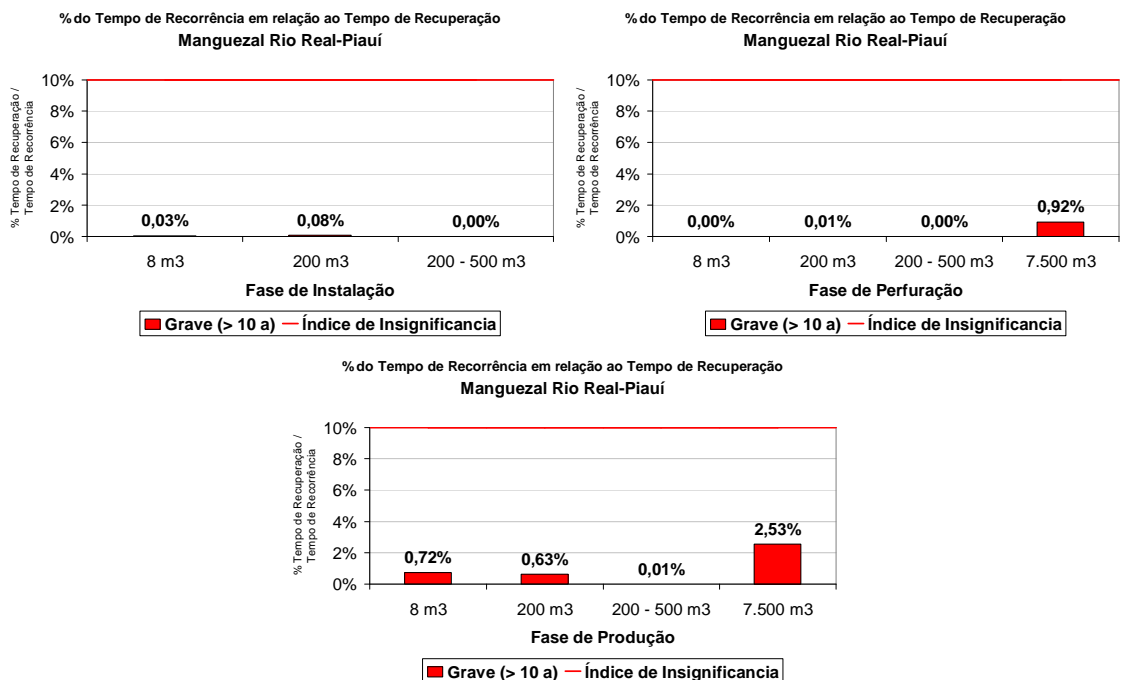 % do Tempo de Recorrência em relação ao Tempo de Recuperação
Manguezal Rio Real-Piauí
% Tempo de Recuperação /
Tempo de Recorrência
10%
8%
6%
4%
2%
0%
0,03%
0,08%
0,00%
8 m3
200 m3
200 - 500 m3
Fase de Instalação
Grave (> 10 a)
Índice de Insignificancia
% do Tempo de Recorrência em relação ao Tempo de Recuperação
Manguezal Rio Real-Piauí
% Tempo de Recuperação /
Tempo de Recorrência
10%
8%
6%
4%
2%
0%
0,00%
0,01%
0,00%
0,92%
8 m3
200 m3
200 - 500 m3
7.500 m3
Fase de Perfuração
Grave (> 10 a)
Índice de Insignificancia
% do Tempo de Recorrência em relação ao Tempo de Recuperação
Manguezal Rio Real-Piauí
% Tempo de Recuperação /
Tempo de Recorrência
10%
8%
6%
4%
2%
0%
0,72%
0,63%
0,01%
2,53%
8 m3
200 m3
200 - 500 m3
7.500 m3
Fase de Produção
Grave (> 10 a)
Índice de Insignificancia